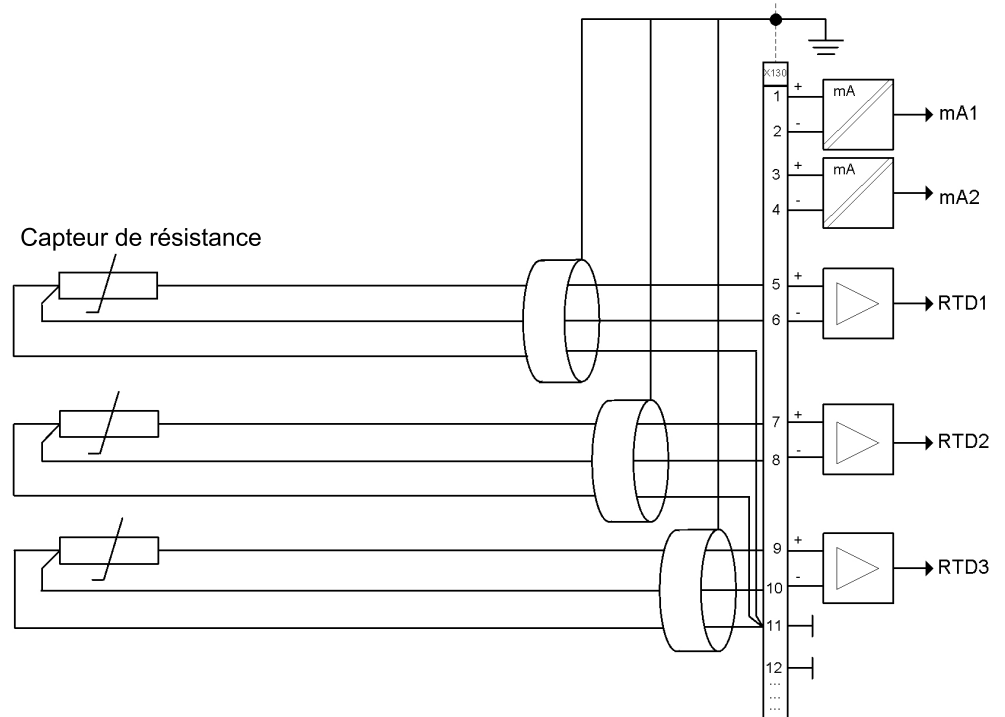 X130
1 + mA mA1
2 -
3 + mA mA2
4 -
Capteur de résistance
5 + RTD1
6 -
7 + RTD2
8 -
9 + RTD3
10 -
11
12
...
...